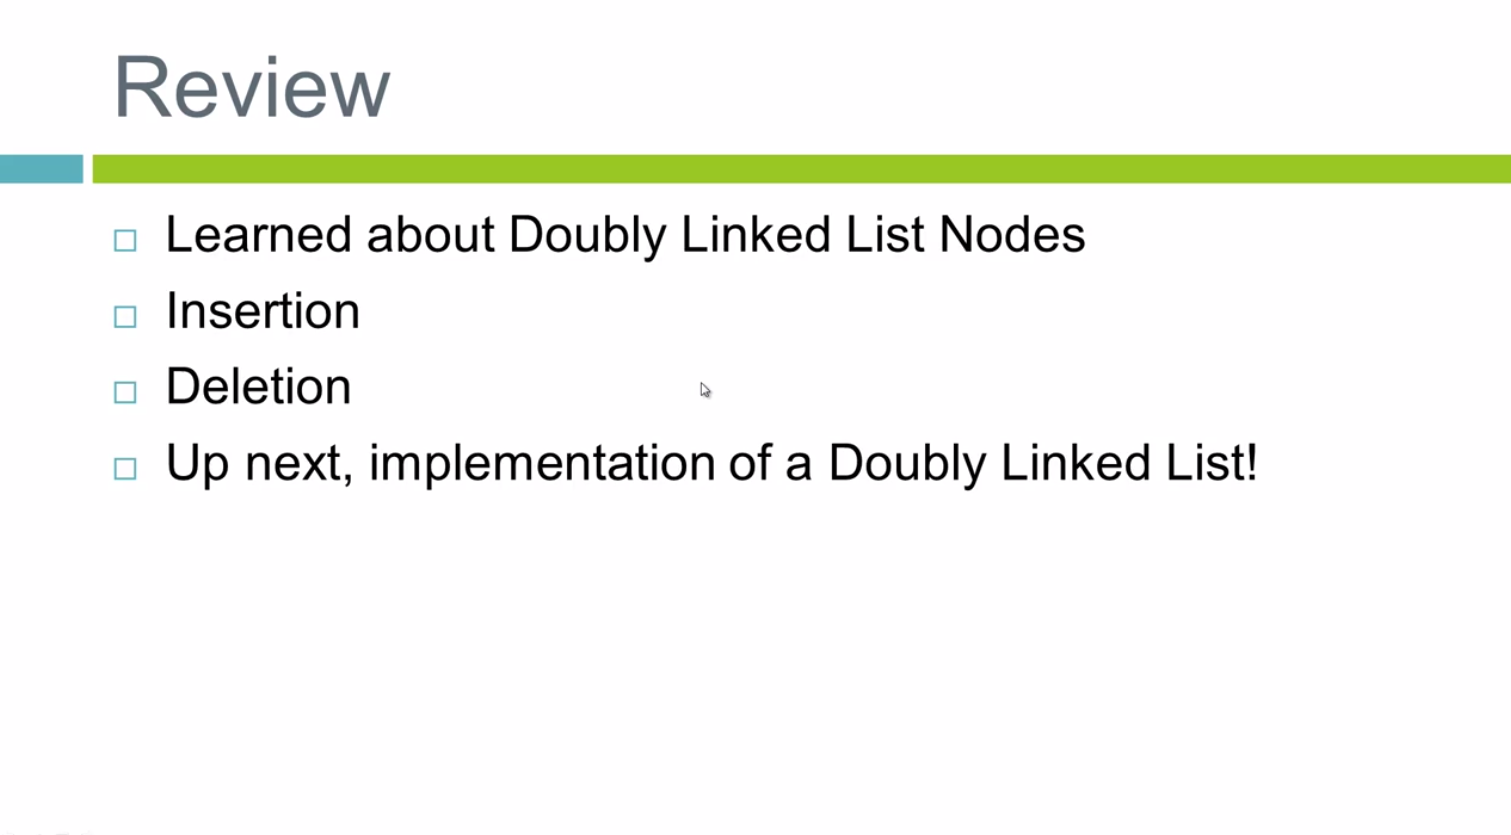 Review
Learned about Doubly Linked List Nodes
Insertion
Deletion
Up next, implementation of a Doubly Linked List!